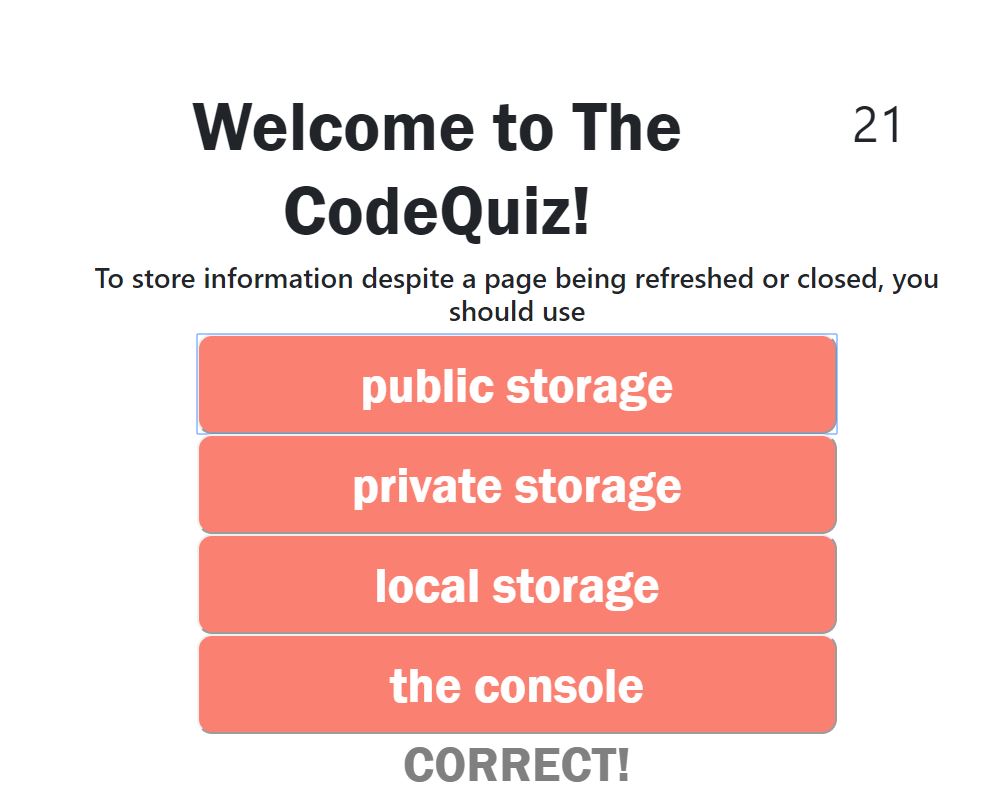 Welcome to The
21
CodeQuiz!
To store information despite a page being refreshed or closed, you
should use
public storage
private storage
local storage
the console
CORRECT!